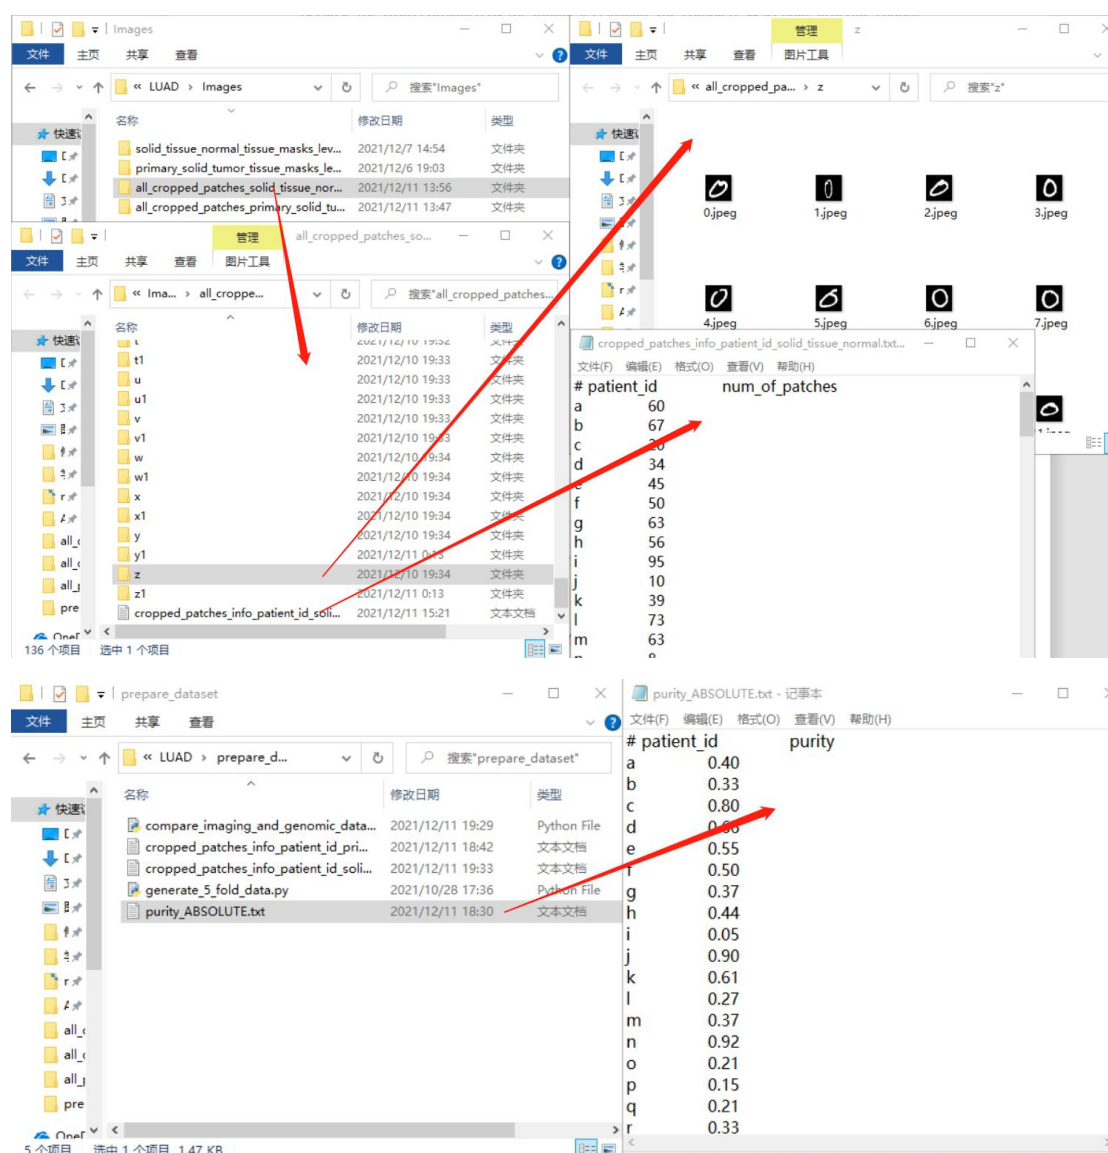 Images
文件 主页 共享 查看
« LUAD > Images
搜索"Images"
快速访
名称 修改日期 类型
solid_tissue_normal_tissue_masks_lev... 2021/12/7 14:54 文件夹
primary_solid_tumor_tissue_masks_le... 2021/12/6 19:03 文件夹
all_cropped_patches_solid_tissue_nor... 2021/12/11 13:56 文件夹
all_cropped_patches_primary_solid_tu... 2021/12/11 13:47 文件夹
管理 z
文件 主页 共享 查看 图片工具
« all_cropped_pa... > z
搜索"z"
0.jpeg 1.jpeg 2.jpeg 3.jpeg
4.jpeg 5.jpeg 6.jpeg 7.jpeg
管理 all_cropped_patches_so...
文件 主页 共享 查看 图片工具
« Ima... > all_croppe...
搜索"all_cropped_patches...
名称 修改日期 类型
t 2021/12/10 19:32 文件夹
t1 2021/12/10 19:33 文件夹
u 2021/12/10 19:33 文件夹
u1 2021/12/10 19:33 文件夹
v 2021/12/10 19:33 文件夹
v1 2021/12/10 19:33 文件夹
w 2021/12/10 19:34 文件夹
w1 2021/12/10 19:34 文件夹
x 2021/12/10 19:34 文件夹
x1 2021/12/10 19:34 文件夹
y 2021/12/10 19:34 文件夹
y1 2021/12/11 0:13 文件夹
z 2021/12/10 19:34 文件夹
z1 2021/12/11 0:13 文件夹
cropped_patches_info_patient_id_soli... 2021/12/11 15:21 文本文档
136 个项目 选中 1 个项目
cropped_patches_info_patient_id_solid_tissue_normal.txt...
文件(F) 编辑(E) 格式(O) 查看(V) 帮助(H)
# patient_id num_of_patches
a 60
b 67
c 20
d 34
e 45
f 50
g 63
h 56
i 95
j 10
k 39
l 73
m 63
n 8
prepare_dataset
文件 主页 共享 查看
« LUAD > prepare_d...
搜索"prepare_dataset"
名称 修改日期 类型
compare_imaging_and_genomic_data... 2021/12/11 19:29 Python File
cropped_patches_info_patient_id_pri... 2021/12/11 18:42 文本文档
cropped_patches_info_patient_id_soli... 2021/12/11 19:33 文本文档
generate_5_fold_data.py 2021/10/28 17:36 Python File
purity_ABSOLUTE.txt 2021/12/11 18:30 文本文档
5 个项目 选中 1 个项目 1.47 KB
purity_ABSOLUTE.txt - 记事本
文件(F) 编辑(E) 格式(O) 查看(V) 帮助(H)
# patient_id purity
a 0.40
b 0.33
c 0.80
d
e 0.55
f 0.50
g 0.37
h 0.44
i 0.05
j 0.90
k 0.61
l 0.27
m 0.37
n 0.92
o 0.21
p 0.15
q 0.21
r 0.33